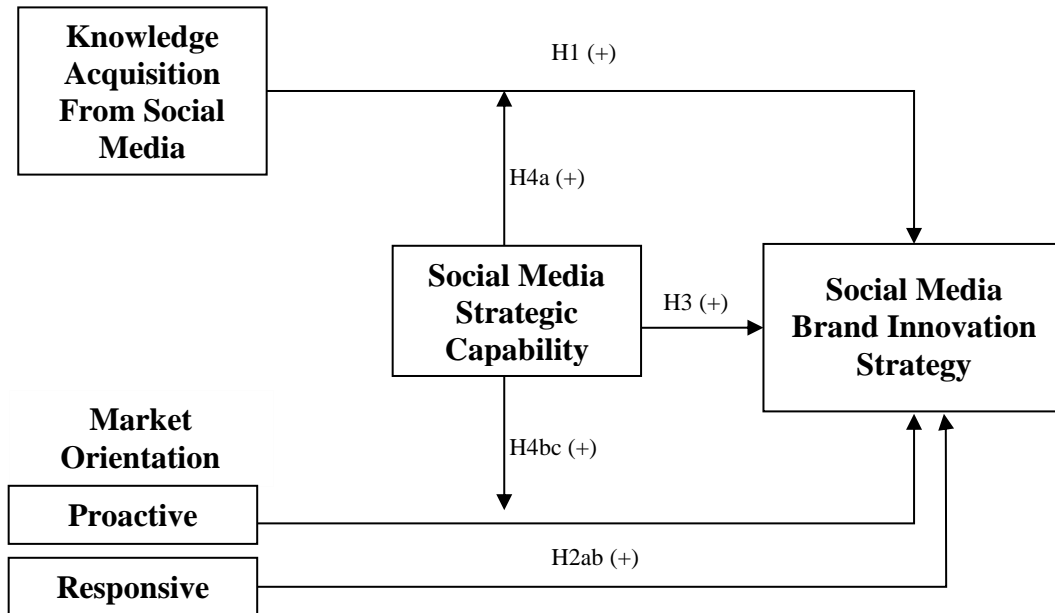 Knowledge
Acquisition
From Social
Media
H1 (+)
H4a (+)
Social Media
Strategic
Capability
H3 (+)
Social Media
Brand Innovation
Strategy
H4bc (+)
Market
Orientation
Proactive
H2ab (+)
Responsive